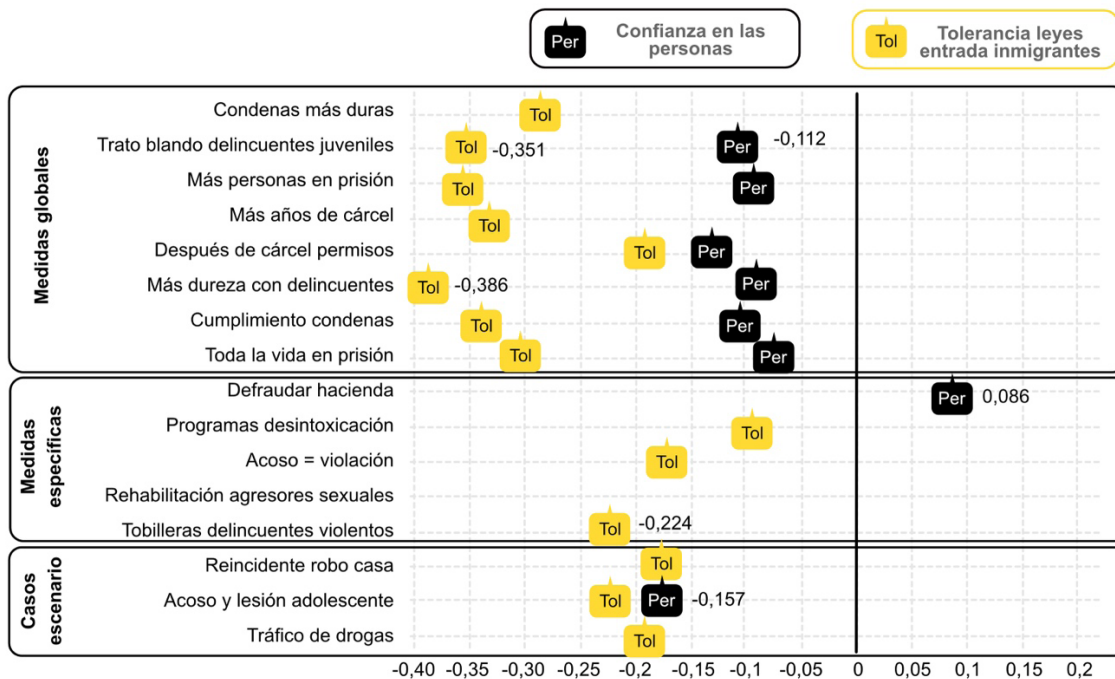 Per Confianza en las
personas
Tol Tolerancia leyes
entrada inmigrantes
Medidas globales
Condenas más duras Tol
Trato blando delincuentes juveniles Tol -0,351 Per -0,112
Más personas en prisión Tol Per
Más años de cárcel Tol
Después de cárcel permisos Tol Per
Más dureza con delincuentes Tol -0,386 Per
Cumplimiento condenas Tol Per
Toda la vida en prisión Tol Per
Medidas
específicas
Defraudar hacienda Per 0,086
Programas desintoxicación Tol
Acoso = violación Tol
Rehabilitación agresores sexuales
Tobilleras delincuentes violentos Tol -0,224
Casos
escenario
Reincidente robo casa Tol
Acoso y lesión adolescente Tol Per -0,157
Tráfico de drogas Tol
-0,40 -0,35 -0,30 -0,25 -0,2 -0,15 -0,1 -0,05 0 0,05 0,1 0,15 0,2